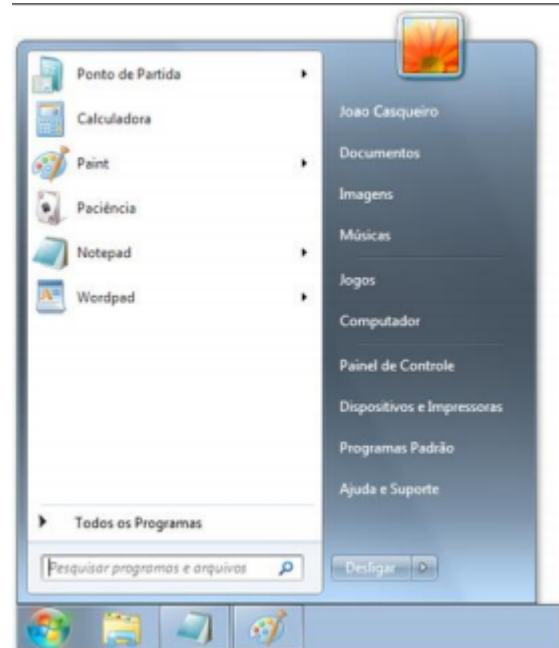 Ponto de Partida
Calculadora
Paint
Paciência
Notepad
Wordpad
Todos os Programas
Pesquisar programas e arquivos
Joao Casqueiro
Documentos
Imagens
Músicas
Jogos
Computador
Painel de Controle
Dispositivos e Impressoras
Programas Padrão
Ajuda e Suporte
Desligar